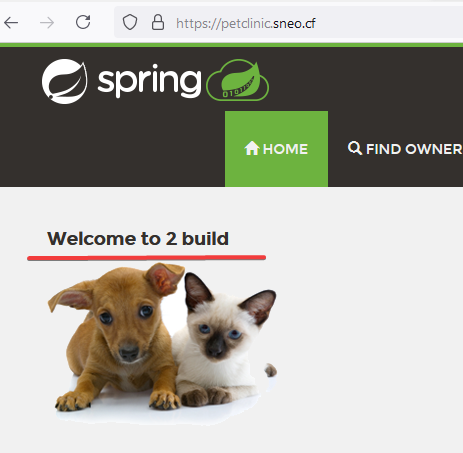 https://petclinic.sneo.cf
spring
HOME
FIND OWNER
Welcome to 2 build